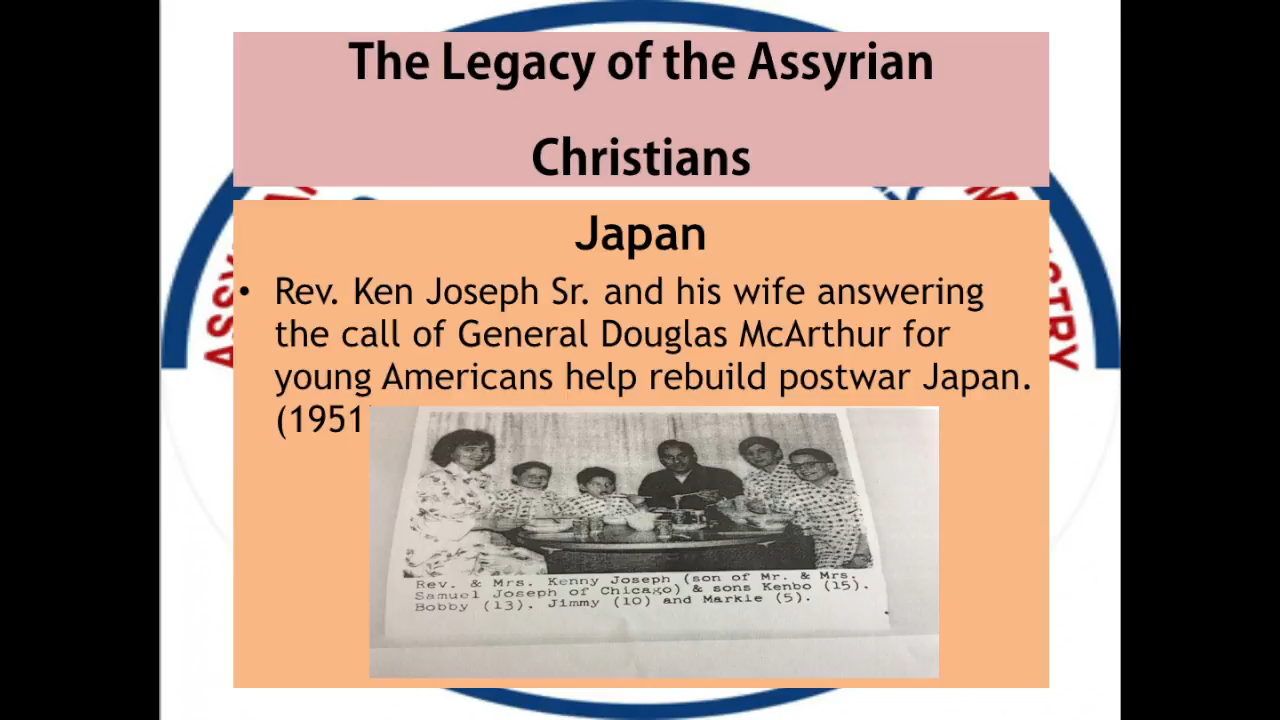 The Legacy of the Assyrian
Christians
Japan
• Rev. Ken Joseph Sr. and his wife answering
the call of General Douglas McArthur for
young Americans help rebuild postwar Japan.
(1951
Rev. & Mrs. Kenny Joseph (son of Mr. & Mrs.
Samuel Joseph of Chicago) & sons Kenbo (15).
Bobby (13). Jimmy (10) and Markie (5).